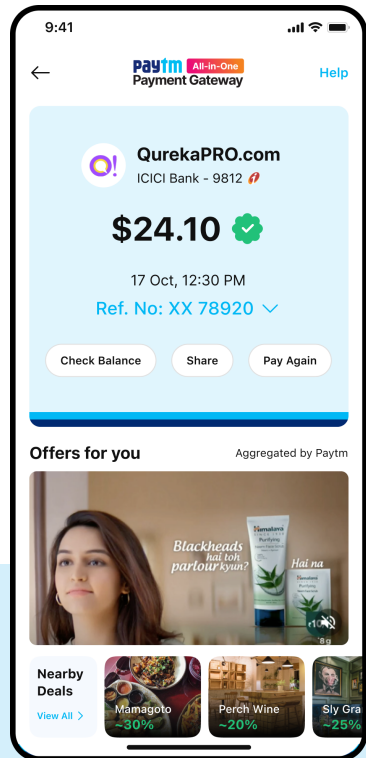 9:41
paytm All-in-One
Payment Gateway
Help
Q!
QurekaPRO.com
ICICI Bank - 9812
$24.10
17 Oct, 12:30 PM
Ref. No: XX 78920
Check Balance
Share
Pay Again
Offers for you
Aggregated by Paytm
Blackheads
hai toh
parlour kyun?
Hai na
Himalaya
Purifying
Himalaya
Purifying
Nearby
Deals
View All >
Mamagoto
~30%
Perch Wine
~20%
Sly Gra
~25%